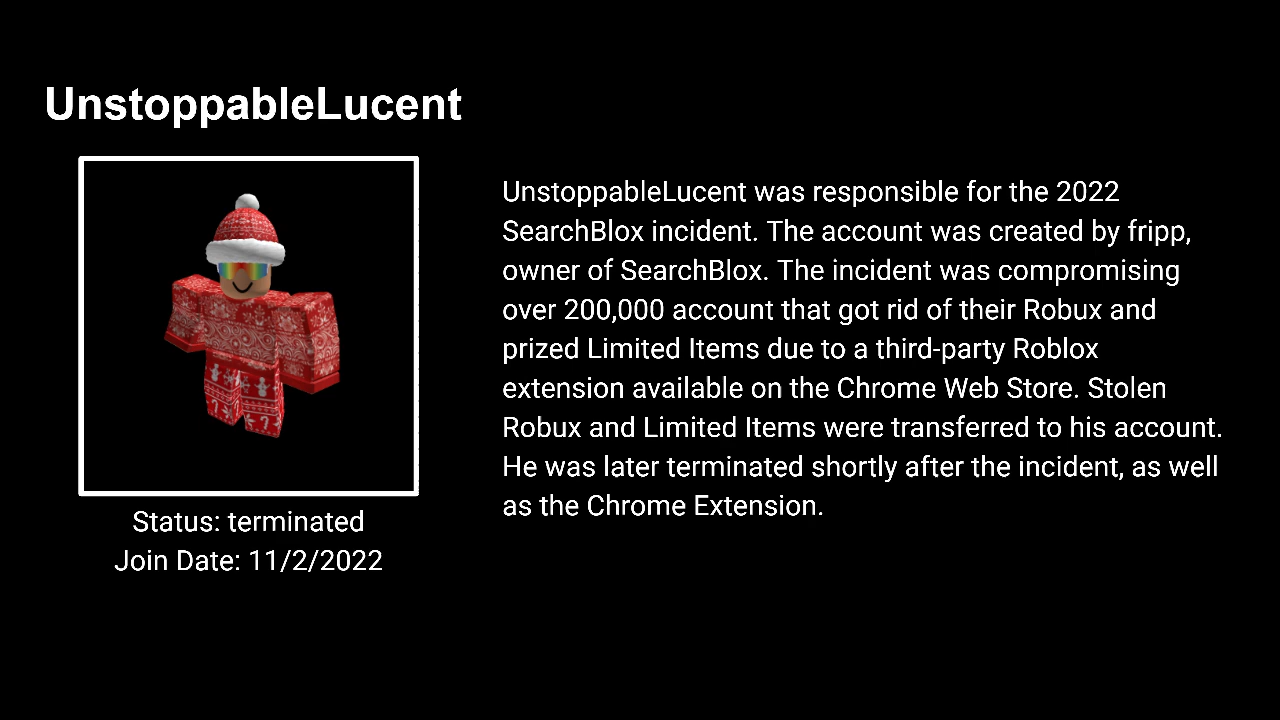 UnstoppableLucent
UnstoppableLucent was responsible for the 2022
SearchBlox incident. The account was created by fripp,
owner of SearchBlox. The incident was compromising
over 200,000 account that got rid of their Robux and
prized Limited Items due to a third-party Roblox
extension available on the Chrome Web Store. Stolen
Robux and Limited Items were transferred to his account.
He was later terminated shortly after the incident, as well
as the Chrome Extension.
Status: terminated
Join Date: 11/2/2022